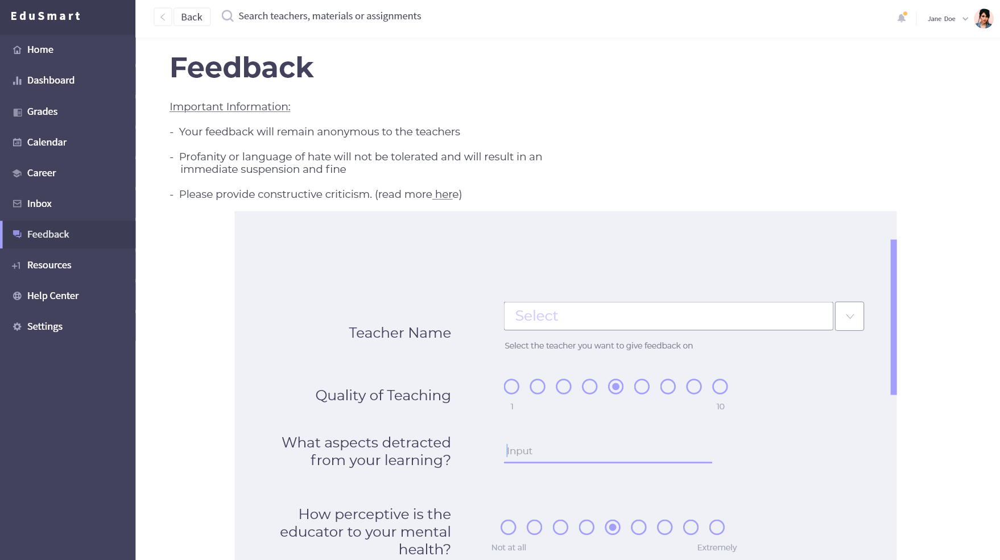 EduSmart
Back
Search teachers, materials or assignments
Jane Doe
Home
Dashboard
Grades
Calendar
Career
Inbox
Feedback
+1 Resources
Help Center
Settings
Feedback
Important Information:
- Your feedback will remain anonymous to the teachers
- Profanity or language of hate will not be tolerated and will result in an
immediate suspension and fine
- Please provide constructive criticism. (read more here)
Teacher Name
Select
Select the teacher you want to give feedback on
Quality of Teaching
1 10
What aspects detracted
from your learning?
Input
How perceptive is the
educator to your mental
health?
Not at all Extremely